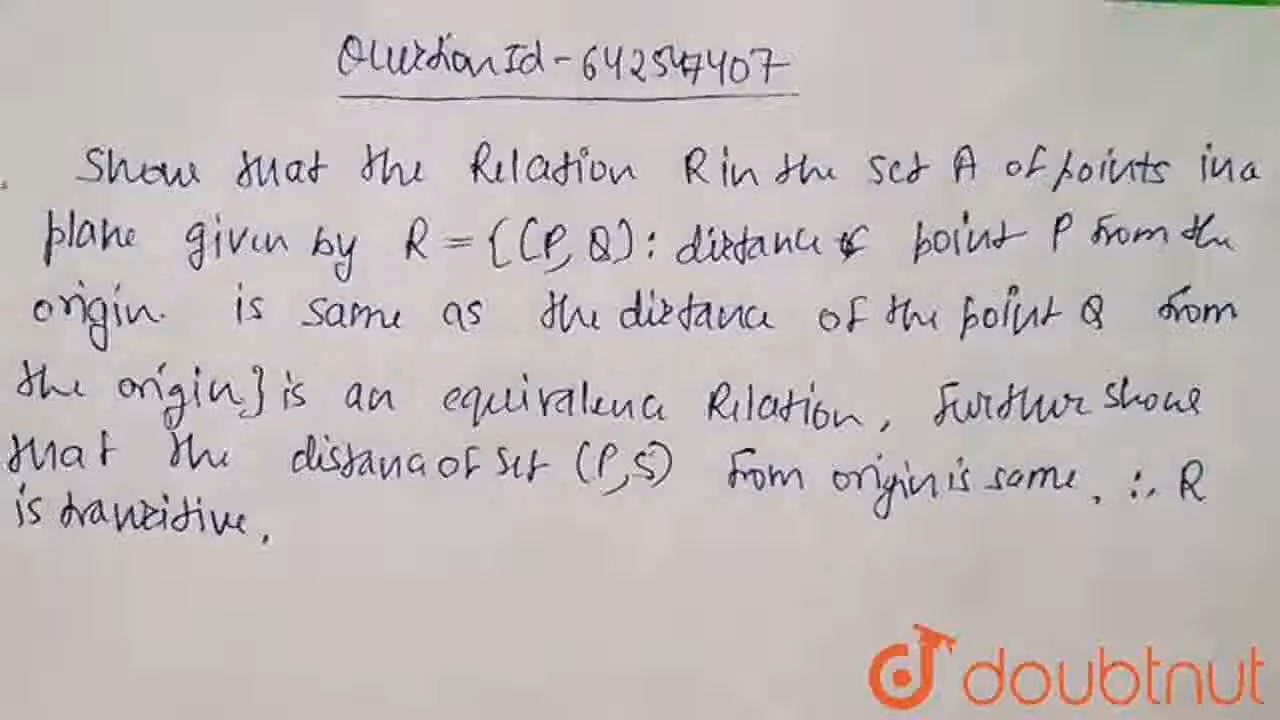 Question Id - 642547407
Show that the Relation R in the set A of points in a
plane given by R = {(P, Q) : distance of point P from the
origin. is same as the distance of the point Q from
the origin} is an equivalence Relation, Further show
that the distance of set (P,S) from origin is same, ∴ R
is transitive.
doubtnut